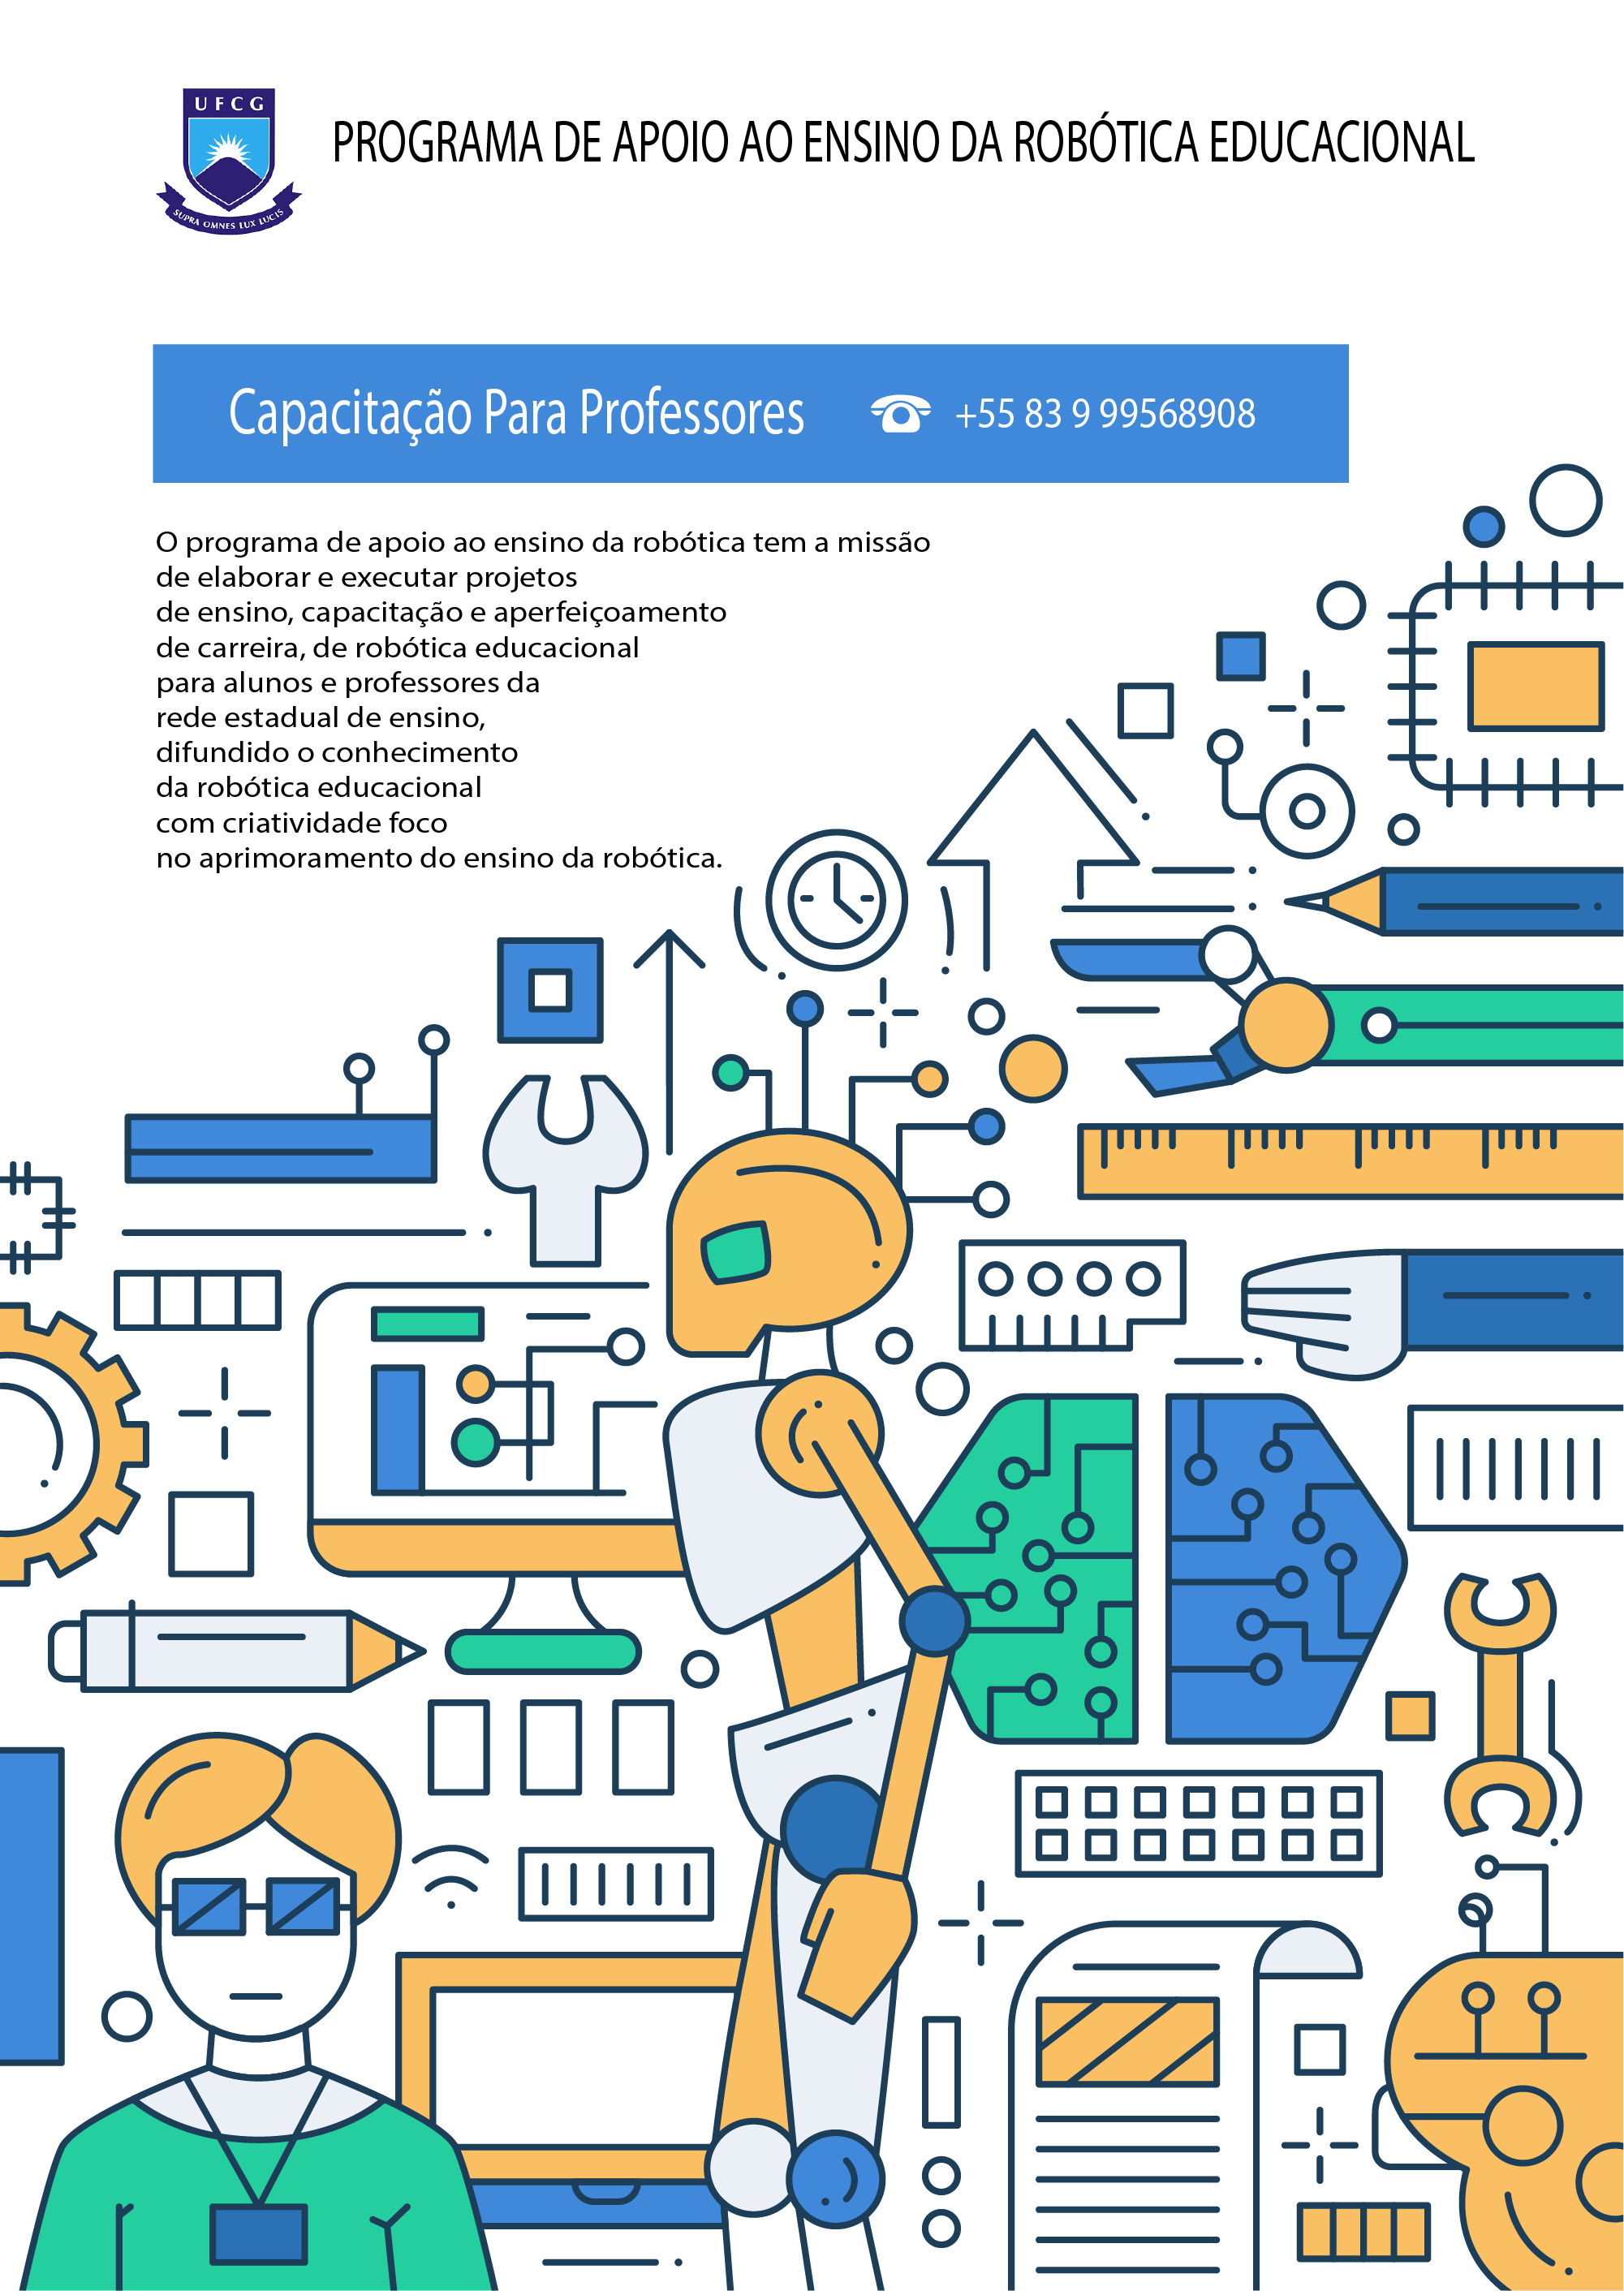 UFCG
SUPRA OMNES LUX LUCIS
PROGRAMA DE APOIO AO ENSINO DA ROBÓTICA EDUCACIONAL
Capacitação Para Professores
+55 83 9 99568908
O programa de apoio ao ensino da robótica tem a missão
de elaborar e executar projetos
de ensino, capacitação e aperfeiçoamento
de carreira, de robótica educacional
para alunos e professores da
rede estadual de ensino,
difundido o conhecimento
da robótica educacional
com criatividade foco
no aprimoramento do ensino da robótica.